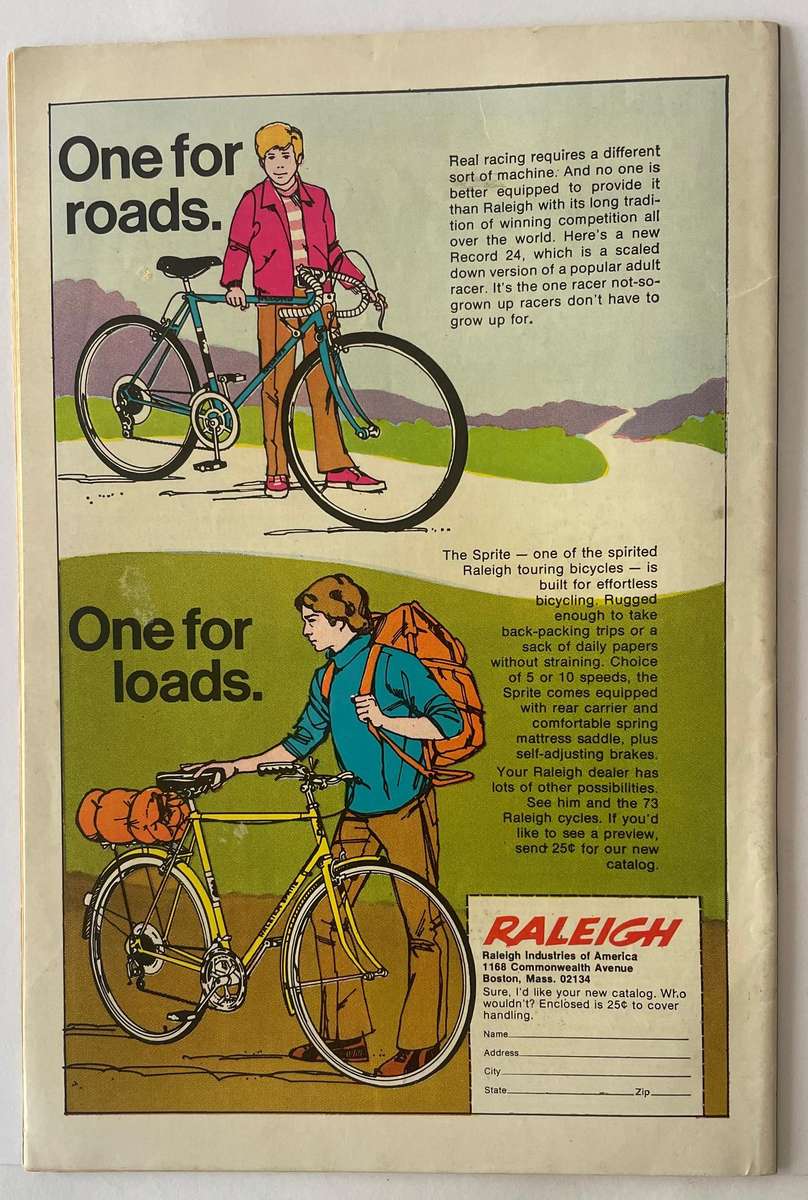 One for
roads.
Real racing requires a different
sort of machine. And no one is
better equipped to provide it
than Raleigh with its long tradi-
tion of winning competition all
over the world. Here's a new
Record 24, which is a scaled
down version of a popular adult
racer. It's the one racer not-so-
grown up racers don't have to
grow up for.
The Sprite — one of the spirited
Raleigh touring bicycles — is
built for effortless
bicycling. Rugged
enough to take
back-packing trips or a
sack of daily papers
without straining. Choice
of 5 or 10 speeds, the
Sprite comes equipped
with rear carrier and
comfortable spring
mattress saddle, plus
self-adjusting brakes.
Your Raleigh dealer has
lots of other possibilities.
See him and the 73
Raleigh cycles. If you'd
like to see a preview,
send 25¢ for our new
catalog.
One for
loads.
RALEIGH
Raleigh Industries of America
1168 Commonwealth Avenue
Boston, Mass. 02134
Sure, I'd like your new catalog. Who
wouldn't? Enclosed is 25¢ to cover
handling.
Name
Address
City
State Zip